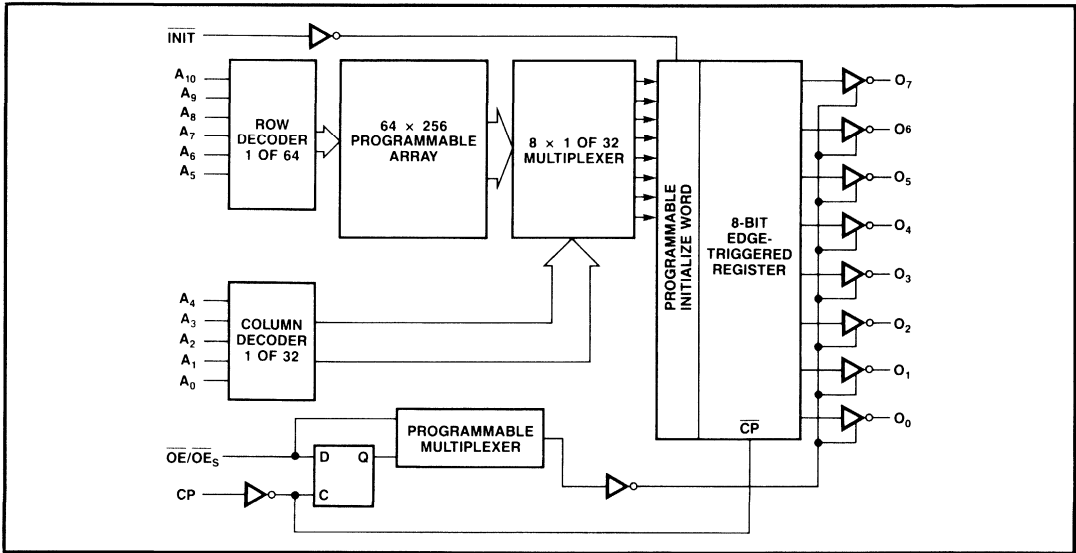 INIT
A10
A9
A8
A7
A6
A5
ROW
DECODER
1 OF 64
64 × 256
PROGRAMMABLE
ARRAY
8 × 1 OF 32
MULTIPLEXER
PROGRAMMABLE
INITIALIZE WORD
8-BIT
EDGE-
TRIGGERED
REGISTER
CP
O7
O6
O5
O4
O3
O2
O1
O0
A4
A3
A2
A1
A0
COLUMN
DECODER
1 OF 32
PROGRAMMABLE
MULTIPLEXER
OE/OES
D Q
C
CP